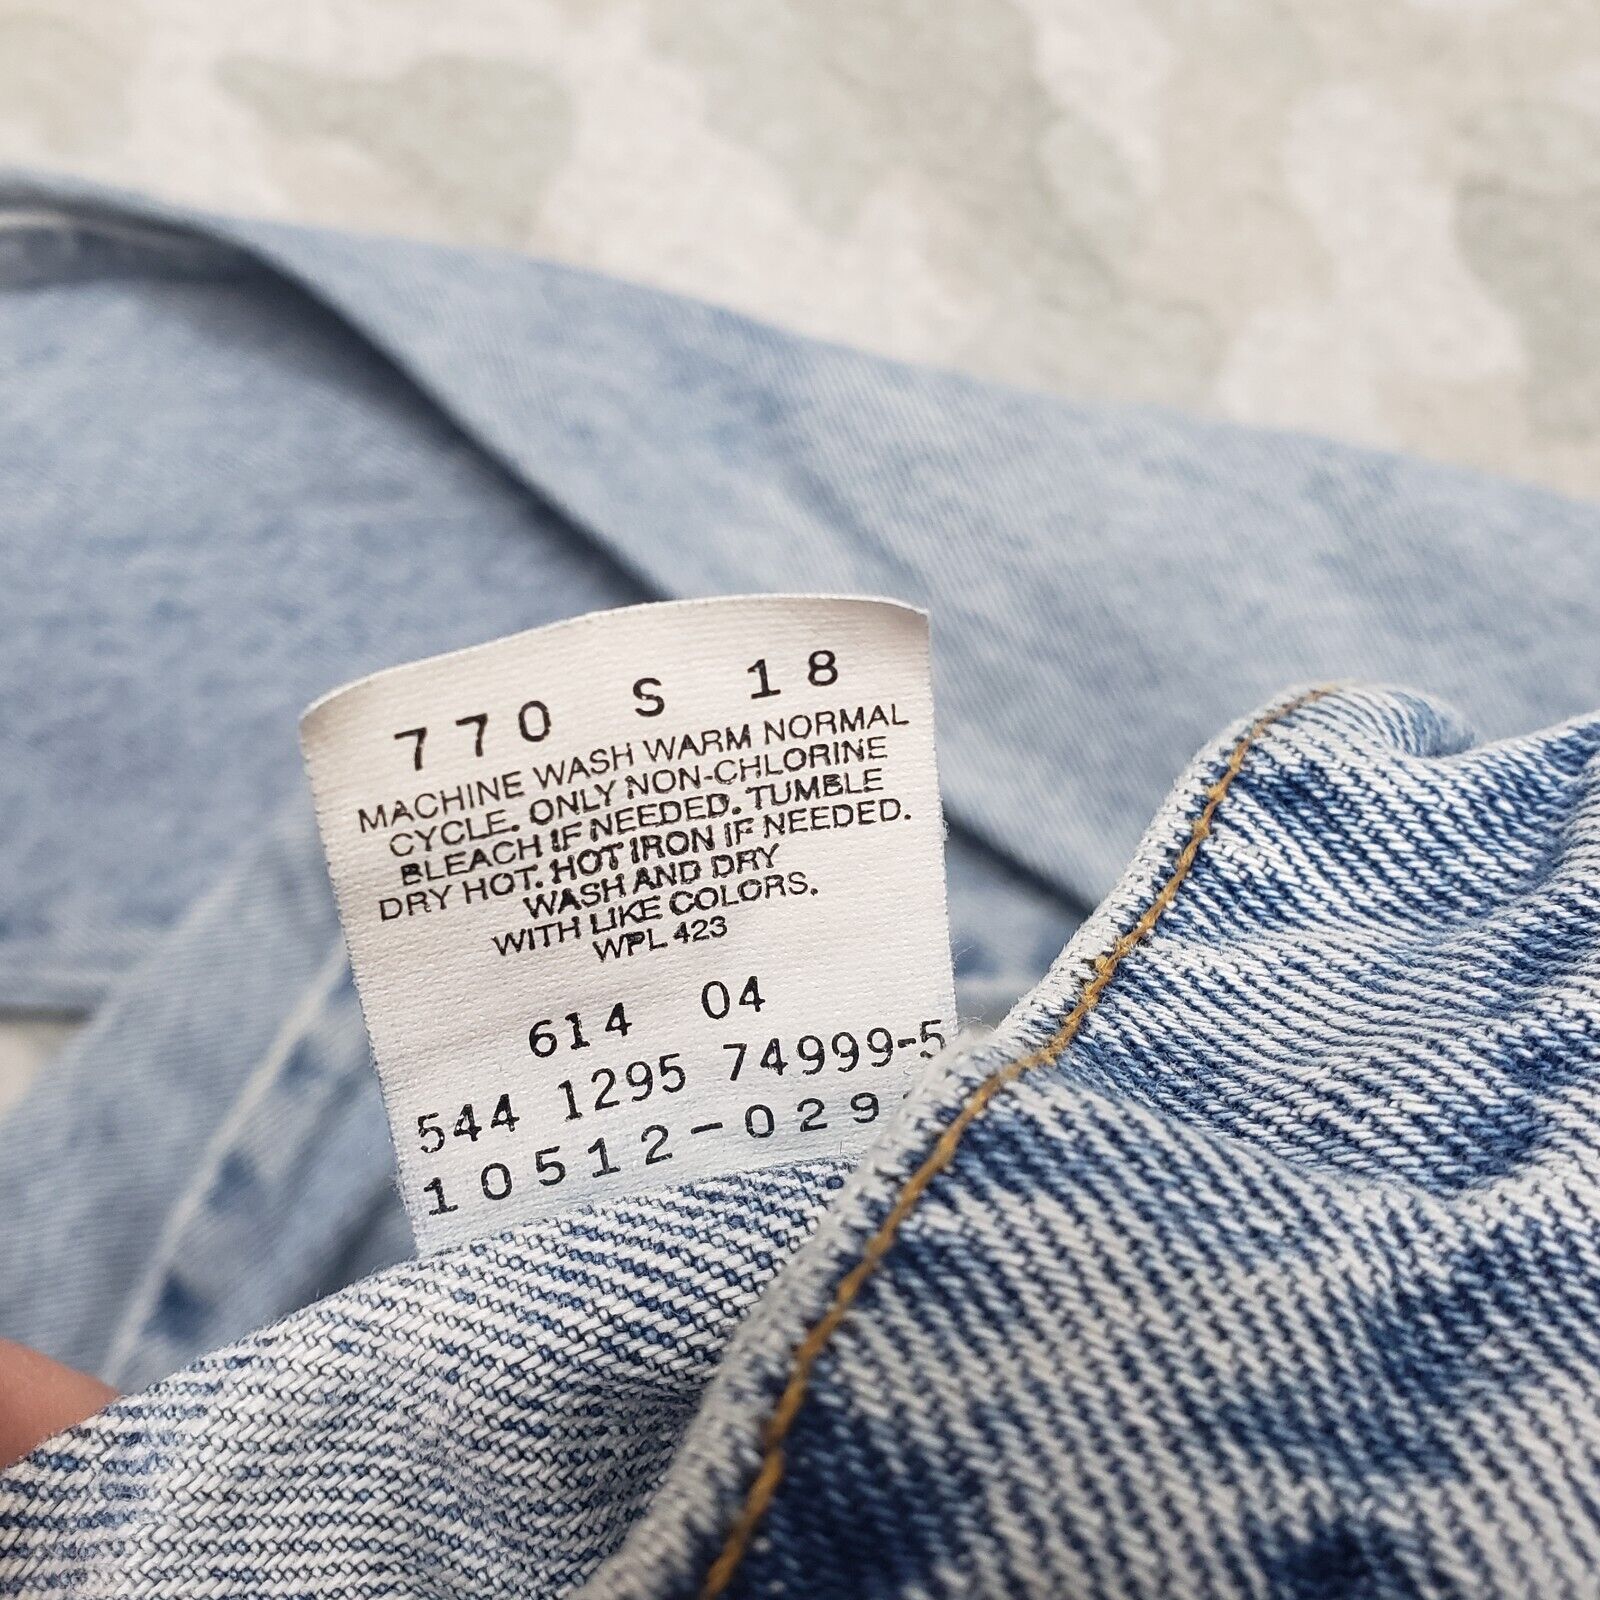 770 S 18
MACHINE WASH WARM NORMAL
CYCLE. ONLY NON-CHLORINE
BLEACH IF NEEDED. TUMBLE
DRY HOT. HOT IRON IF NEEDED.
WASH AND DRY
WITH LIKE COLORS.
WPL 423
614 04
544 1295 74999-5